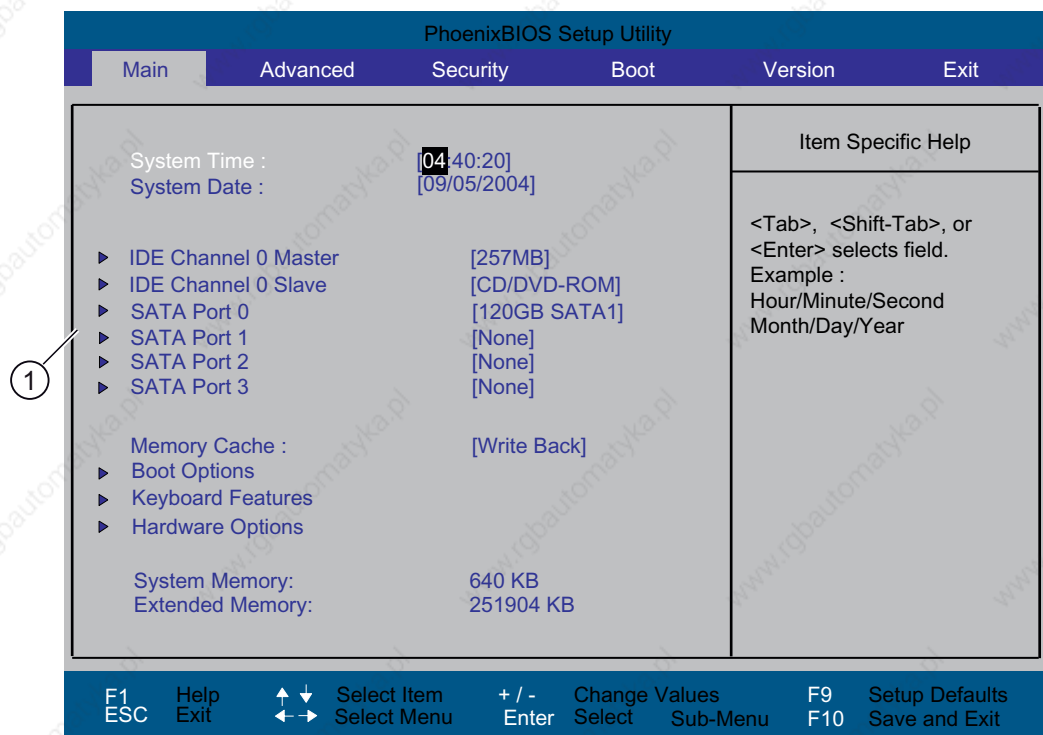 PhoenixBIOS Setup Utility
Main Advanced Security Boot Version Exit
System Time : [04:40:20]
System Date : [09/05/2004]
IDE Channel 0 Master [257MB]
IDE Channel 0 Slave [CD/DVD-ROM]
SATA Port 0 [120GB SATA1]
SATA Port 1 [None]
SATA Port 2 [None]
SATA Port 3 [None]
Memory Cache : [Write Back]
Boot Options
Keyboard Features
Hardware Options
System Memory: 640 KB
Extended Memory: 251904 KB
Item Specific Help
<Tab>, <Shift-Tab>, or
<Enter> selects field.
Example :
Hour/Minute/Second
Month/Day/Year
1
F1 Help Select Item + / - Change Values F9 Setup Defaults
ESC Exit Select Menu Enter Select Sub-Menu F10 Save and Exit
www.rgbautomatyka.pl